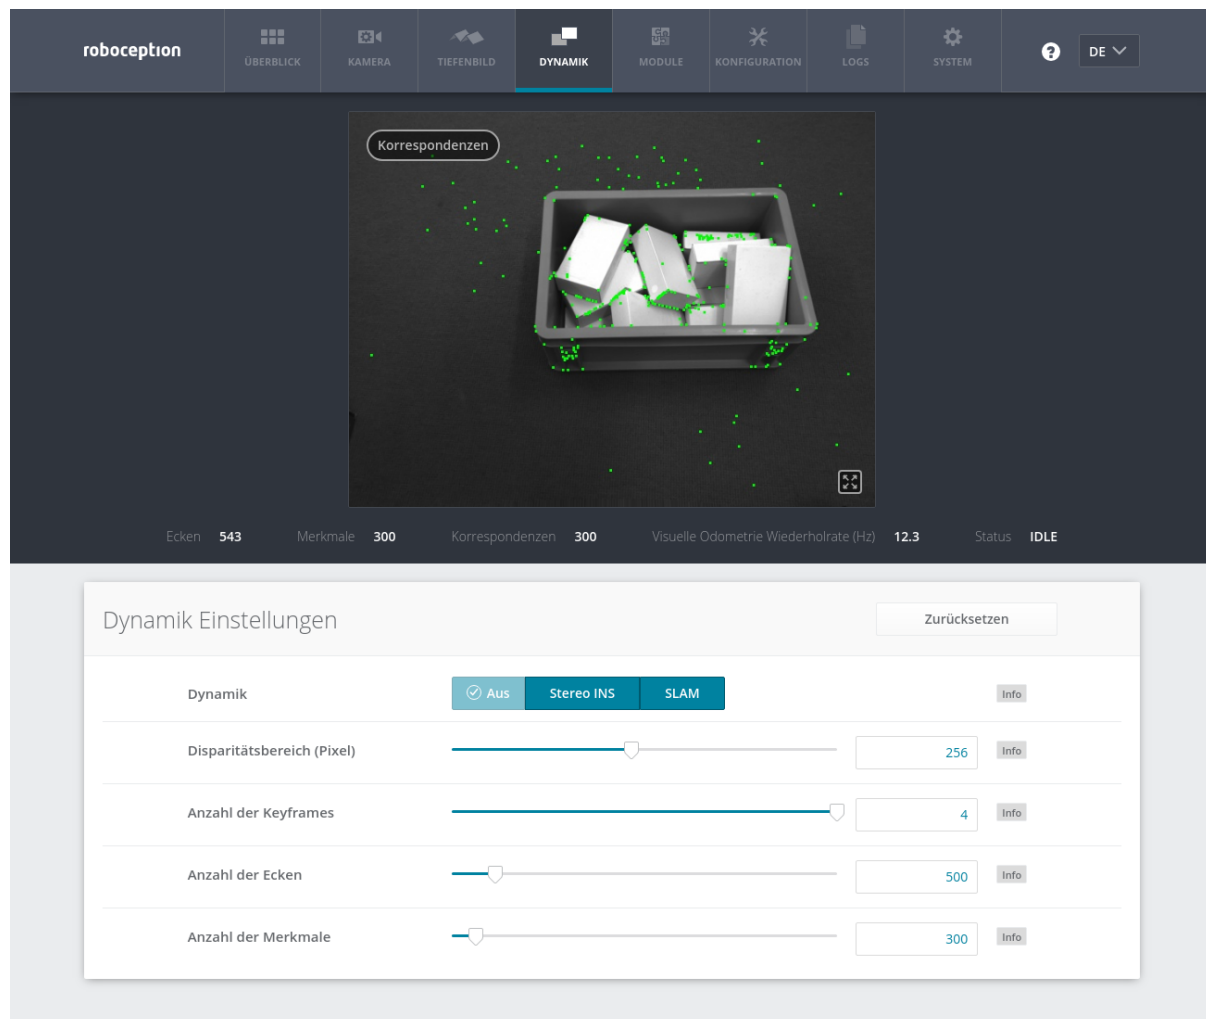 roboception
ÜBERBLICK
KAMERA
TIEFENBILD
DYNAMIK
MODULE
KONFIGURATION
LOGS
SYSTEM
?
DE
Korrespondenzen
Ecken 543 Merkmale 300 Korrespondenzen 300 Visuelle Odometrie Wiederholrate (Hz) 12.3 Status IDLE
Dynamik Einstellungen
Zurücksetzen
Dynamik Aus Stereo INS SLAM Info
Disparitätsbereich (Pixel) 256 Info
Anzahl der Keyframes 4 Info
Anzahl der Ecken 500 Info
Anzahl der Merkmale 300 Info